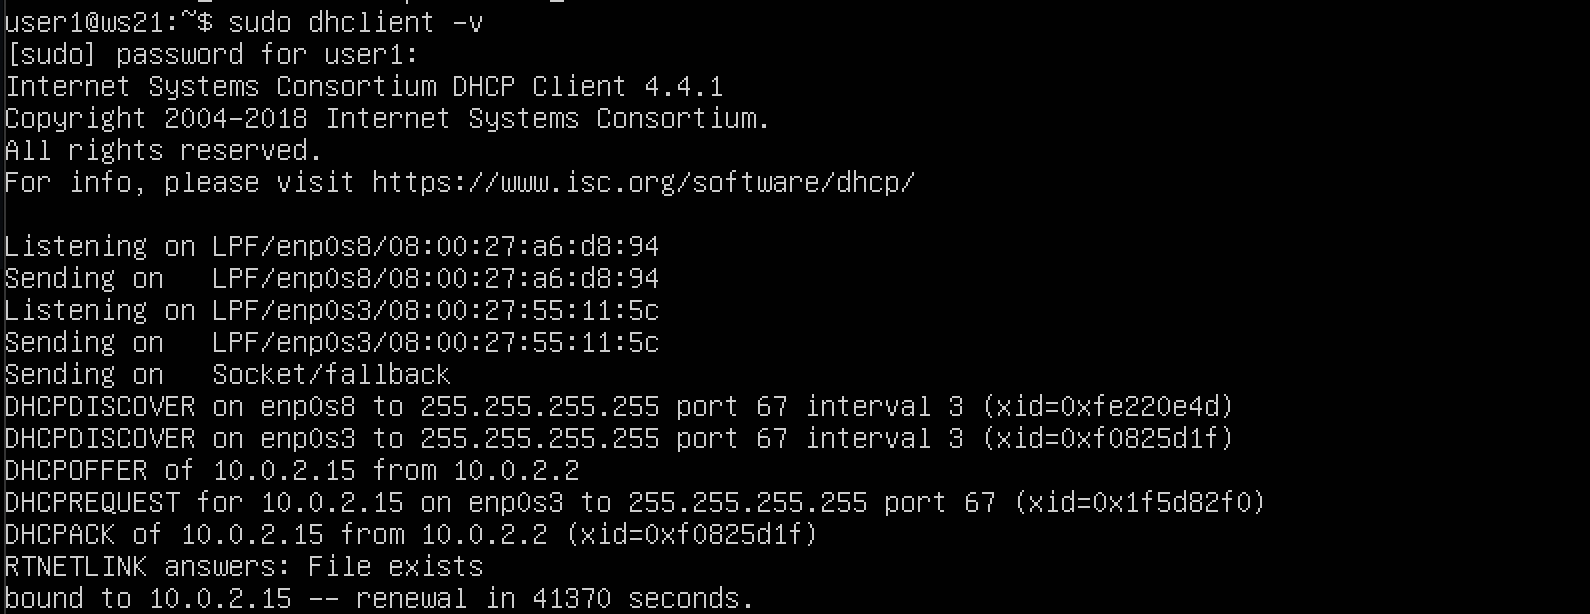 user1@ws21:~$ sudo dhclient -v
[sudo] password for user1:
Internet Systems Consortium DHCP Client 4.4.1
Copyright 2004-2018 Internet Systems Consortium.
All rights reserved.
For info, please visit https://www.isc.org/software/dhcp/

Listening on LPF/enp0s8/08:00:27:a6:d8:94
Sending on   LPF/enp0s8/08:00:27:a6:d8:94
Listening on LPF/enp0s3/08:00:27:55:11:5c
Sending on   LPF/enp0s3/08:00:27:55:11:5c
Sending on   Socket/fallback
DHCPDISCOVER on enp0s8 to 255.255.255.255 port 67 interval 3 (xid=0xfe220e4d)
DHCPDISCOVER on enp0s3 to 255.255.255.255 port 67 interval 3 (xid=0xf0825d1f)
DHCPOFFER of 10.0.2.15 from 10.0.2.2
DHCPREQUEST for 10.0.2.15 on enp0s3 to 255.255.255.255 port 67 (xid=0x1f5d82f0)
DHCPACK of 10.0.2.15 from 10.0.2.2 (xid=0xf0825d1f)
RTNETLINK answers: File exists
bound to 10.0.2.15 -- renewal in 41370 seconds.